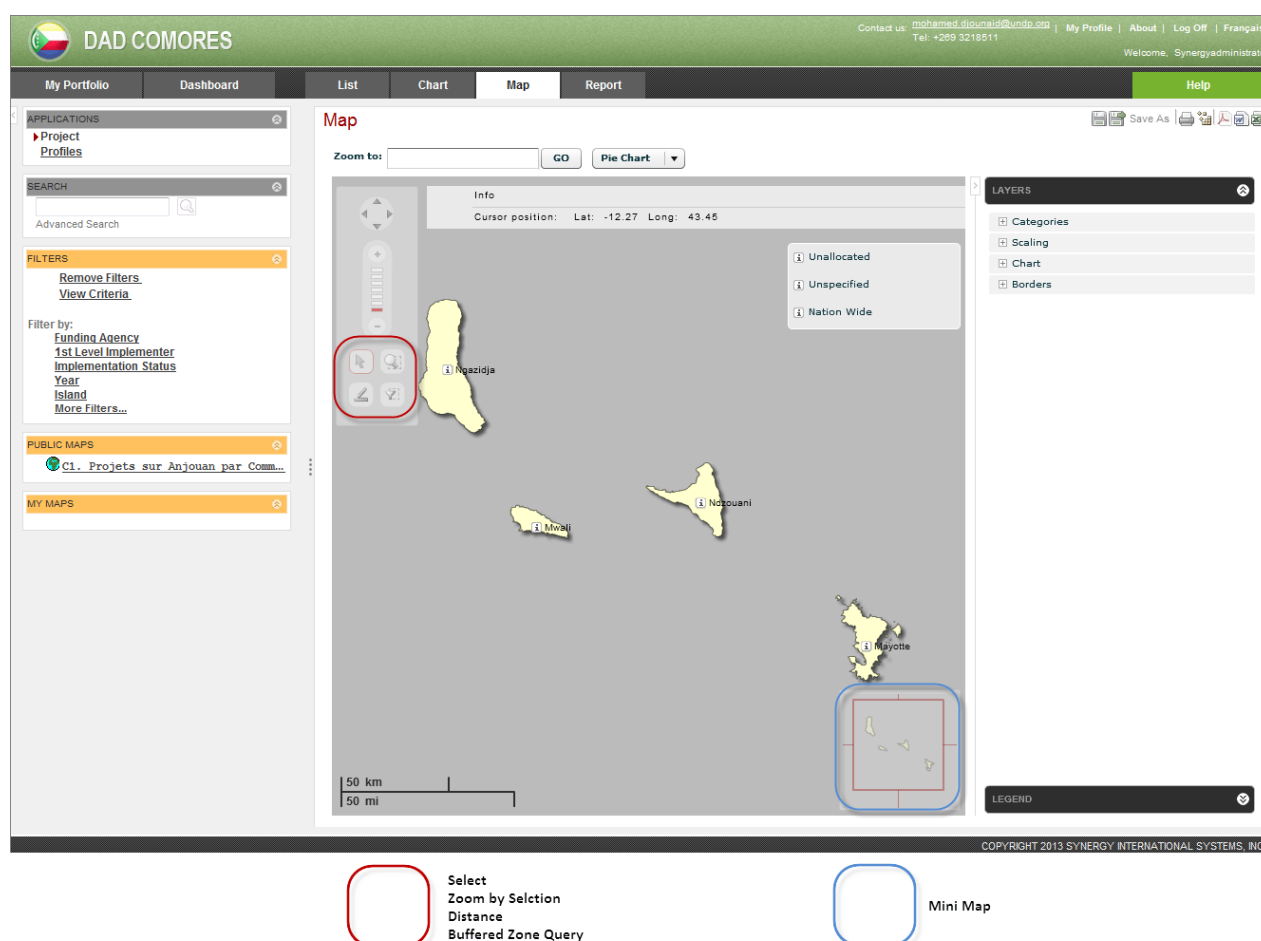 DAD COMORES
Contact us: mohamed.djounaid@undp.org | My Profile | About | Log Off | Français
Tel: +269 3218511
Welcome, Synergyadministrat
My Portfolio
Dashboard
List
Chart
Map
Report
Help
APPLICATIONS
Project
Profiles
SEARCH
Advanced Search
FILTERS
Remove Filters
View Criteria
Filter by:
Funding Agency
1st Level Implementer
Implementation Status
Year
Island
More Filters...
PUBLIC MAPS
C1. Projets sur Anjouan par Comm...
MY MAPS
Map
Save As
Zoom to:
GO
Pie Chart
Info
Cursor position: Lat: -12.27 Long: 43.45
Unallocated
Unspecified
Nation Wide
Ngazidja
Ndzouani
Mwali
Mayotte
50 km
50 mi
LAYERS
Categories
Scaling
Chart
Borders
LEGEND
COPYRIGHT 2013 SYNERGY INTERNATIONAL SYSTEMS, INC
Select
Zoom by Selction
Distance
Buffered Zone Query
Mini Map